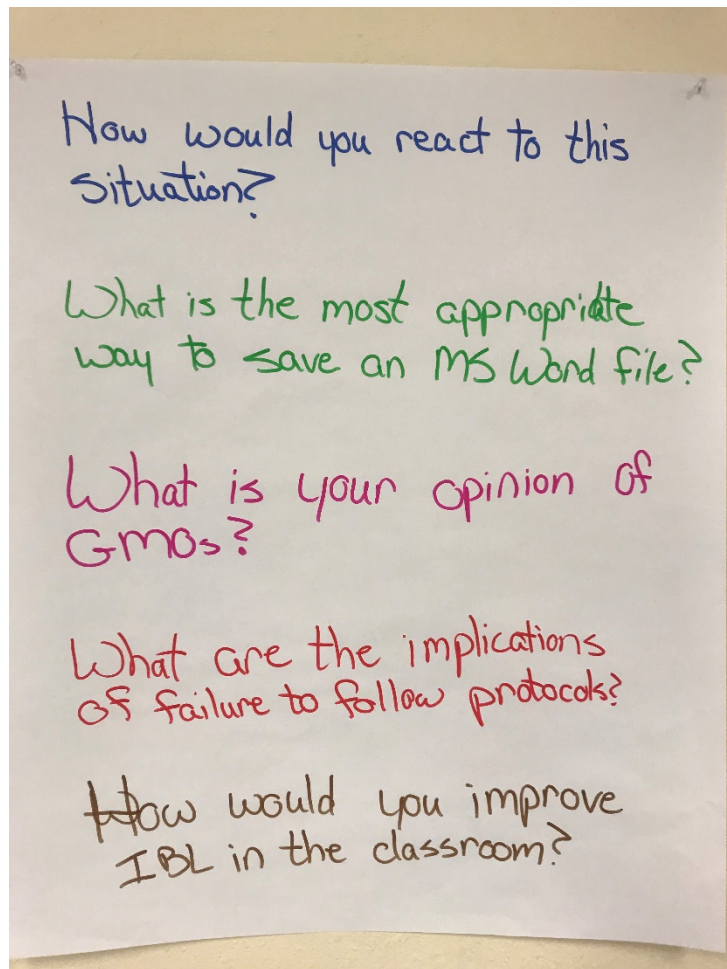 How would you react to this
situation?
What is the most appropriate
way to save an MS Word file?
What is your opinion of
GMOs?
What are the implications
of failure to follow protocols?
How would you improve
IBL in the classroom?